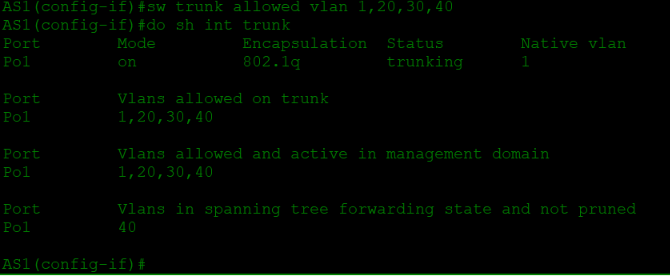 AS1(config-if)#sw trunk allowed vlan 1,20,30,40
AS1(config-if)#do sh int trunk
Port Mode Encapsulation Status Native vlan
Po1 on 802.1q trunking 1
Port Vlans allowed on trunk
Po1 1,20,30,40
Port Vlans allowed and active in management domain
Po1 1,20,30,40
Port Vlans in spanning tree forwarding state and not pruned
Po1 40
AS1(config-if)#